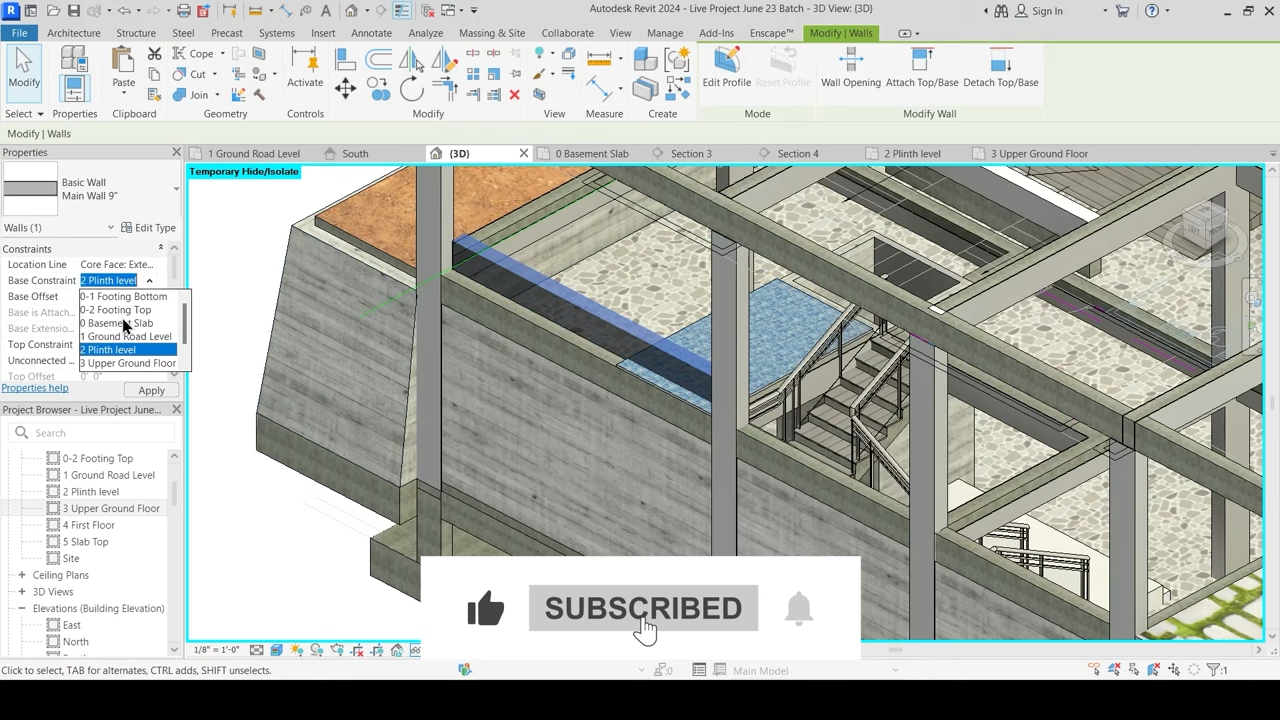 Autodesk Revit 2024 - Live Project June 23 Batch - 3D View: {3D}
Sign In
File Architecture Structure Steel Precast Systems Insert Annotate Analyze Massing & Site Collaborate View Manage Add-Ins Enscape™ Modify | Walls
Modify Paste Cope Cut Join Activate Edit Profile Reset Profile Wall Opening Attach Top/Base Detach Top/Base
Select Properties Clipboard Geometry Controls Modify View Measure Create Mode Modify Wall
Modify | Walls
Properties
1 Ground Road Level South {3D} 0 Basement Slab Section 3 Section 4 2 Plinth level 3 Upper Ground Floor
Temporary Hide/Isolate
Basic Wall
Main Wall 9"
Walls (1) Edit Type
Constraints
Location Line Core Face: Exte...
Base Constraint 2 Plinth level
Base Offset
Base is Attach...
Base Extensio...
Top Constraint
Unconnected ...
Top Offset 0' 0"
0-1 Footing Bottom
0-2 Footing Top
0 Basement Slab
1 Ground Road Level
2 Plinth level
3 Upper Ground Floor
Properties help Apply
Project Browser - Live Project June...
Search
0-2 Footing Top
1 Ground Road Level
2 Plinth level
3 Upper Ground Floor
4 First Floor
5 Slab Top
Site
Ceiling Plans
3D Views
Elevations (Building Elevation)
East
North
SUBSCRIBED
1/8" = 1'-0"
Click to select, TAB for alternates, CTRL adds, SHIFT unselects.
:0
Main Model
:1